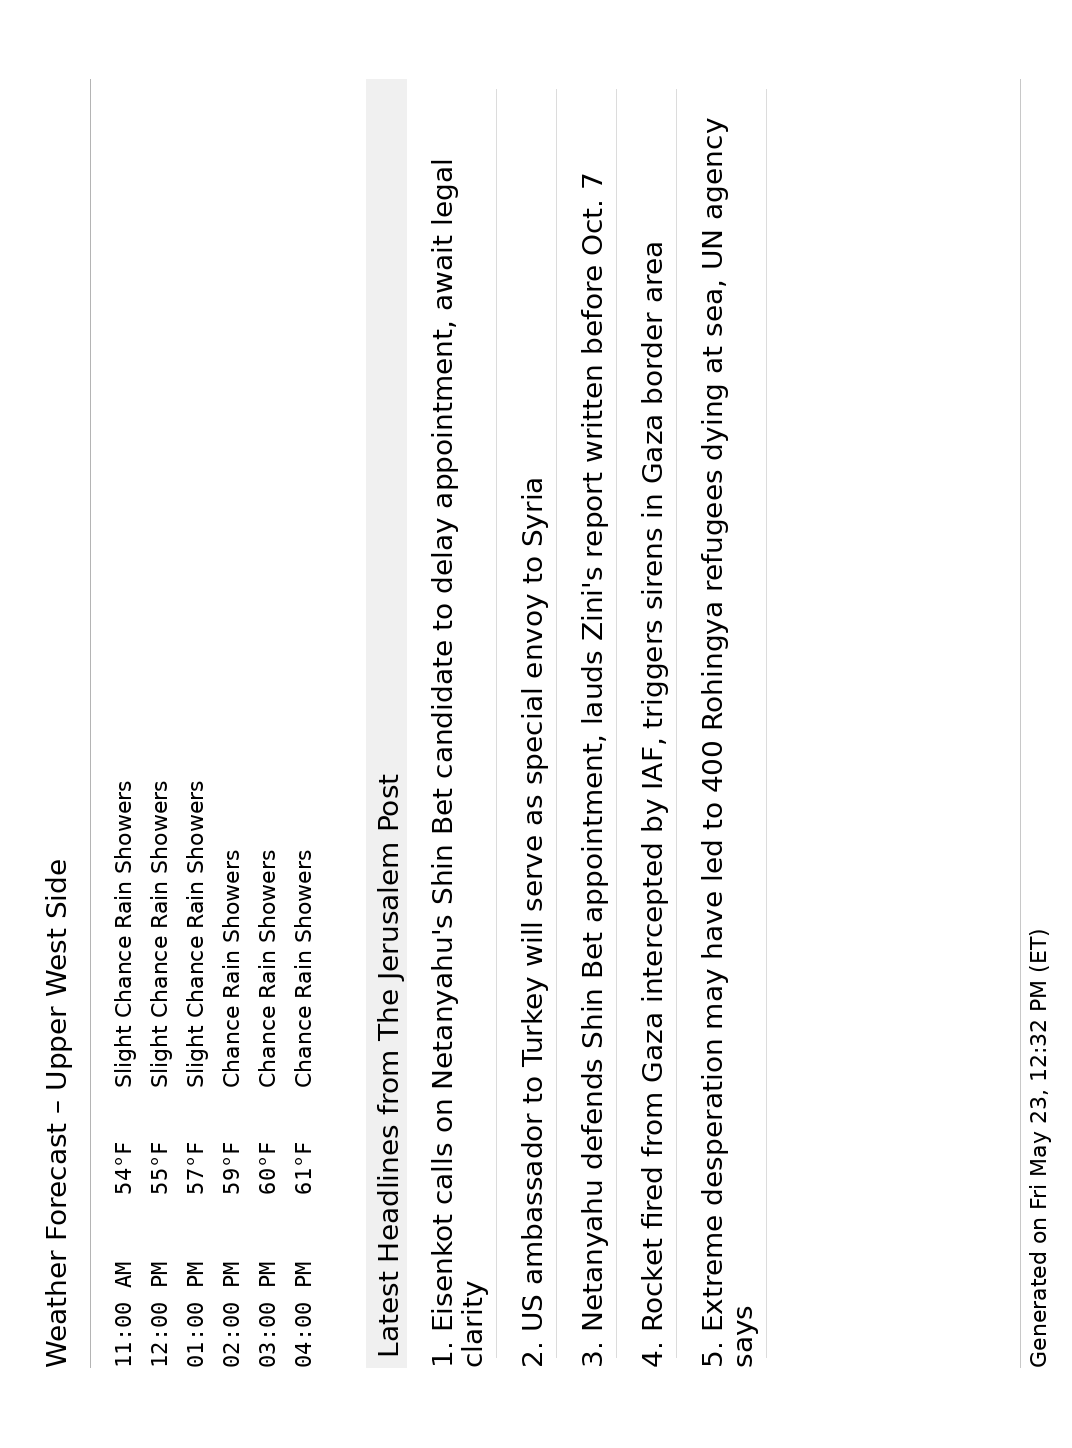 Weather Forecast – Upper West Side
11:00 AM 54°F Slight Chance Rain Showers
12:00 PM 55°F Slight Chance Rain Showers
01:00 PM 57°F Slight Chance Rain Showers
02:00 PM 59°F Chance Rain Showers
03:00 PM 60°F Chance Rain Showers
04:00 PM 61°F Chance Rain Showers
Latest Headlines from The Jerusalem Post
1. Eisenkot calls on Netanyahu's Shin Bet candidate to delay appointment, await legal
clarity
2. US ambassador to Turkey will serve as special envoy to Syria
3. Netanyahu defends Shin Bet appointment, lauds Zini's report written before Oct. 7
4. Rocket fired from Gaza intercepted by IAF, triggers sirens in Gaza border area
5. Extreme desperation may have led to 400 Rohingya refugees dying at sea, UN agency
says
Generated on Fri May 23, 12:32 PM (ET)